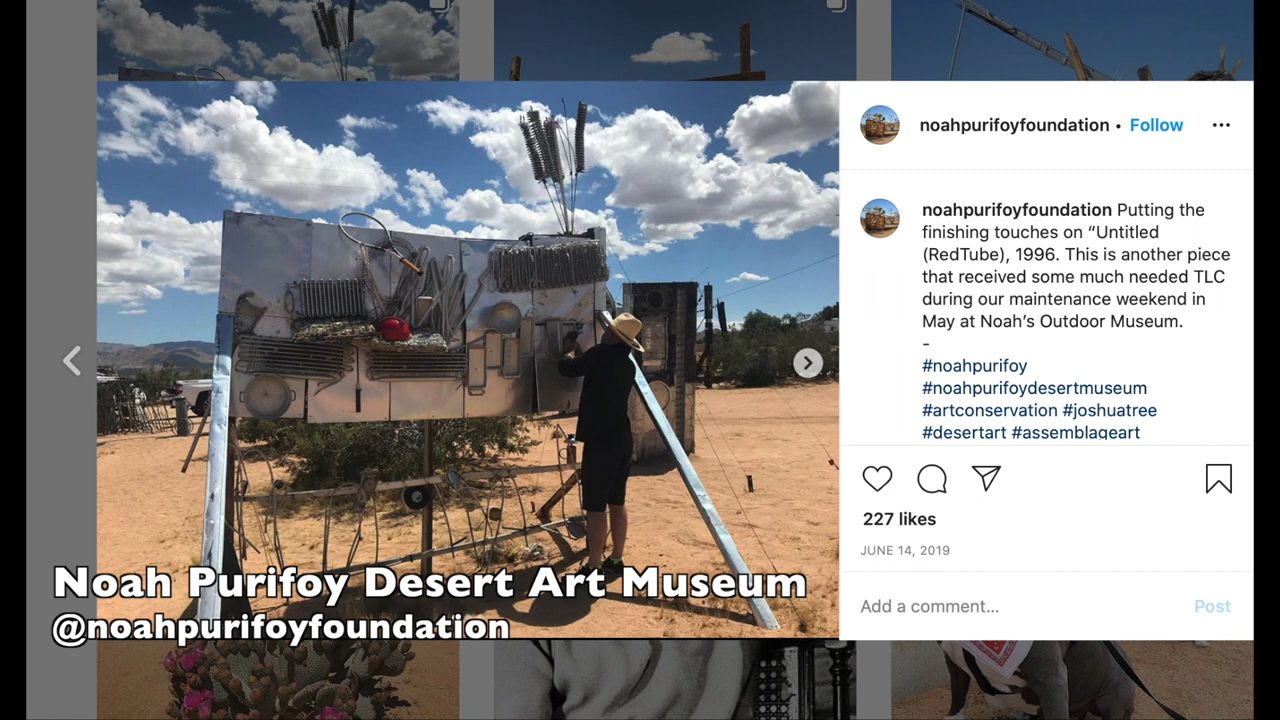 noahpurifoyfoundation • Follow
noahpurifoyfoundation Putting the
finishing touches on “Untitled
(RedTube), 1996. This is another piece
that received some much needed TLC
during our maintenance weekend in
May at Noah’s Outdoor Museum.
-
#noahpurifoy
#noahpurifoydesertmuseum
#artconservation #joshuatree
#desertart #assemblageart
227 likes
JUNE 14, 2019
Add a comment... Post
Noah Purifoy Desert Art Museum
@noahpurifoyfoundation